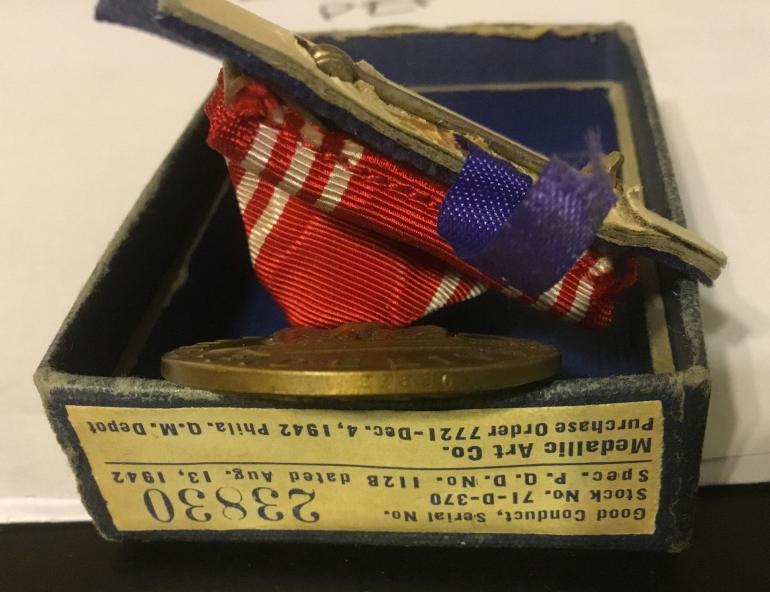 Good Conduct, Serial No. 23830
Stock No. 71-D-370
Spec. P. Q. D. No. 112B dated Aug. 13, 1942
Medallic Art Co.
Purchase Order 7721-Dec. 4, 1942 Phila. Q.M. Depot
23830